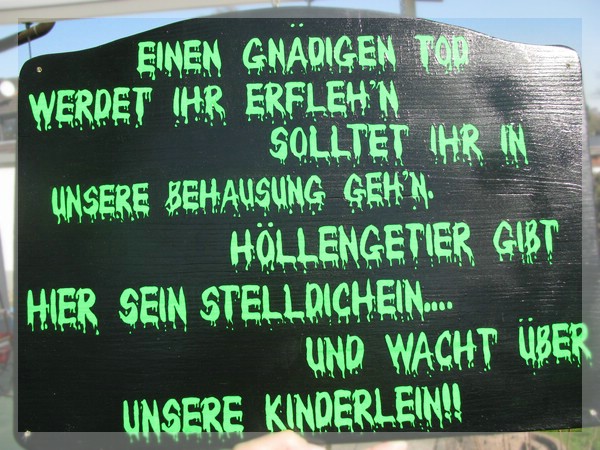 EINEN GNÄDIGEN TOD
WERDET IHR ERFLEH'N
SOLLTET IHR IN
UNSERE BEHAUSUNG GEH'N.
HÖLLENGETIER GIBT
HIER SEIN STELLDICHEIN....
UND WACHT ÜBER
UNSERE KINDERLEIN!!